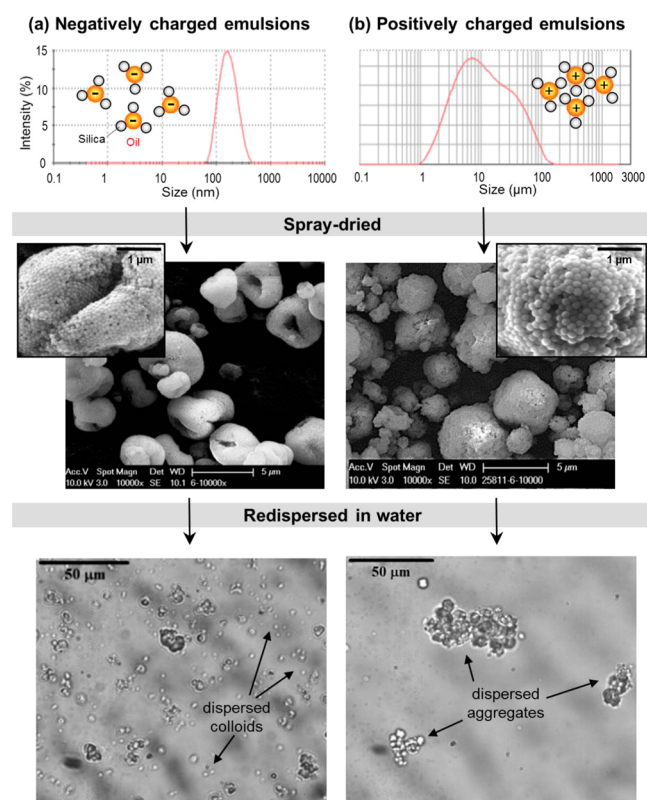 (a) Negatively charged emulsions
(b) Positively charged emulsions
Intensity (%)
15
10
5
0
Silica
Oil
0.1 1 10 100 1000 10000
Size (nm)
0.1 1 10 100 1000 3000
Size (µm)
Spray-dried
1 µm
1 µm
Acc.V Spot Magn Det WD 5 µm
10.0 kV 3.0 10000x SE 10.1 6-10000x
Acc.V Spot Magn Det WD 5 µm
10.0 kV 3.0 10000x SE 10.0 25811-6-10000
Redispersed in water
50 µm
dispersed
colloids
50 µm
dispersed
aggregates